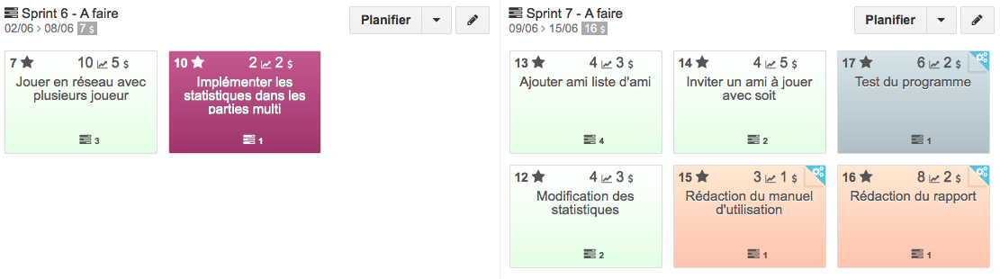 Sprint 6 - A faire
02/06 > 08/06 7 $
Planifier
7 10 5 $
Jouer en réseau avec
plusieurs joueur
3
10 2 2 $
Implémenter les
statistiques dans les
parties multi
1
Sprint 7 - A faire
09/06 > 15/06 16 $
Planifier
13 4 3 $
Ajouter ami liste d'ami
4
14 4 5 $
Inviter un ami à jouer
avec soit
2
17 6 2 $
Test du programme
1
12 4 3 $
Modification des
statistiques
2
15 3 1 $
Rédaction du manuel
d'utilisation
1
16 8 2 $
Rédaction du rapport
1